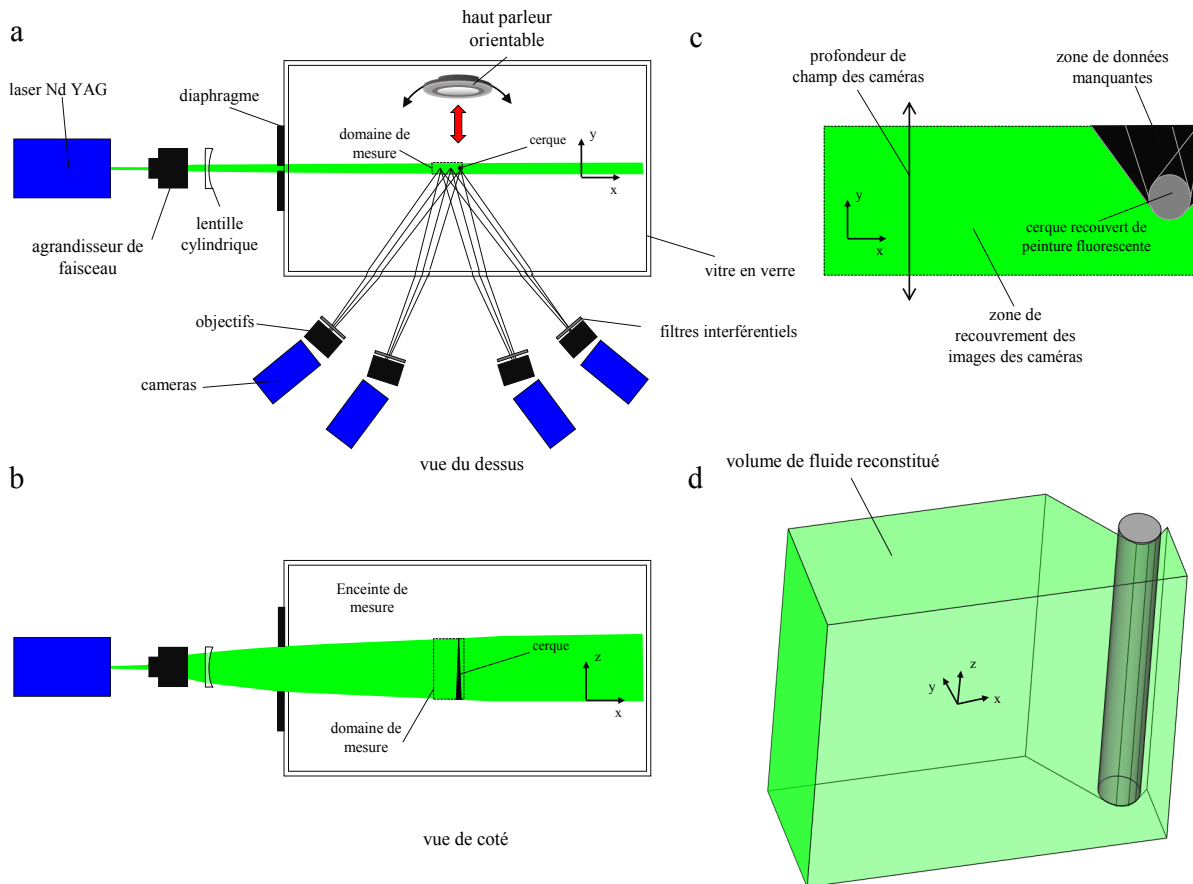 a
haut parleur
orientable
laser Nd YAG
diaphragme
domaine de
mesure
cerque
y
x
agrandisseur de
faisceau
lentille
cylindrique
vitre en verre
objectifs
filtres interférentiels
cameras
vue du dessus
b
Enceinte de
mesure
cerque
z
x
domaine de
mesure
vue de coté
c
profondeur de
champ des caméras
zone de données
manquantes
y
x
cerque recouvert de
peinture fluorescente
zone de
recouvrement des
images des caméras
d
volume de fluide reconstitué
z
y
x